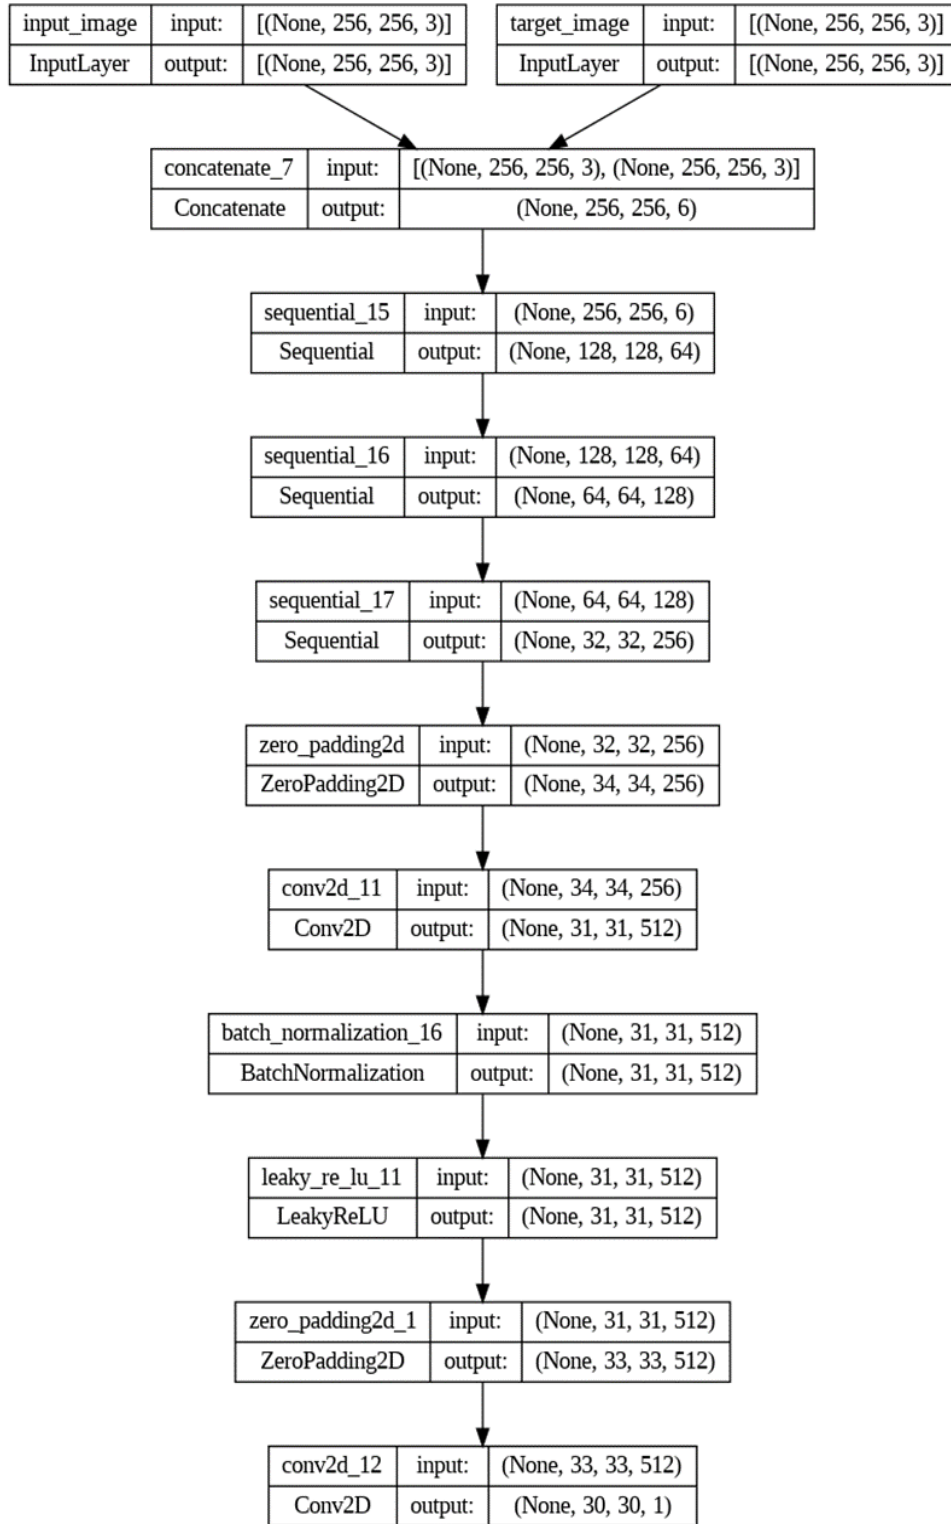 input_image input: [(None, 256, 256, 3)] target_image input: [(None, 256, 256, 3)]
InputLayer output: [(None, 256, 256, 3)] InputLayer output: [(None, 256, 256, 3)]
concatenate_7 input: [(None, 256, 256, 3), (None, 256, 256, 3)]
Concatenate output: (None, 256, 256, 6)
sequential_15 input: (None, 256, 256, 6)
Sequential output: (None, 128, 128, 64)
sequential_16 input: (None, 128, 128, 64)
Sequential output: (None, 64, 64, 128)
sequential_17 input: (None, 64, 64, 128)
Sequential output: (None, 32, 32, 256)
zero_padding2d input: (None, 32, 32, 256)
ZeroPadding2D output: (None, 34, 34, 256)
conv2d_11 input: (None, 34, 34, 256)
Conv2D output: (None, 31, 31, 512)
batch_normalization_16 input: (None, 31, 31, 512)
BatchNormalization output: (None, 31, 31, 512)
leaky_re_lu_11 input: (None, 31, 31, 512)
LeakyReLU output: (None, 31, 31, 512)
zero_padding2d_1 input: (None, 31, 31, 512)
ZeroPadding2D output: (None, 33, 33, 512)
conv2d_12 input: (None, 33, 33, 512)
Conv2D output: (None, 30, 30, 1)